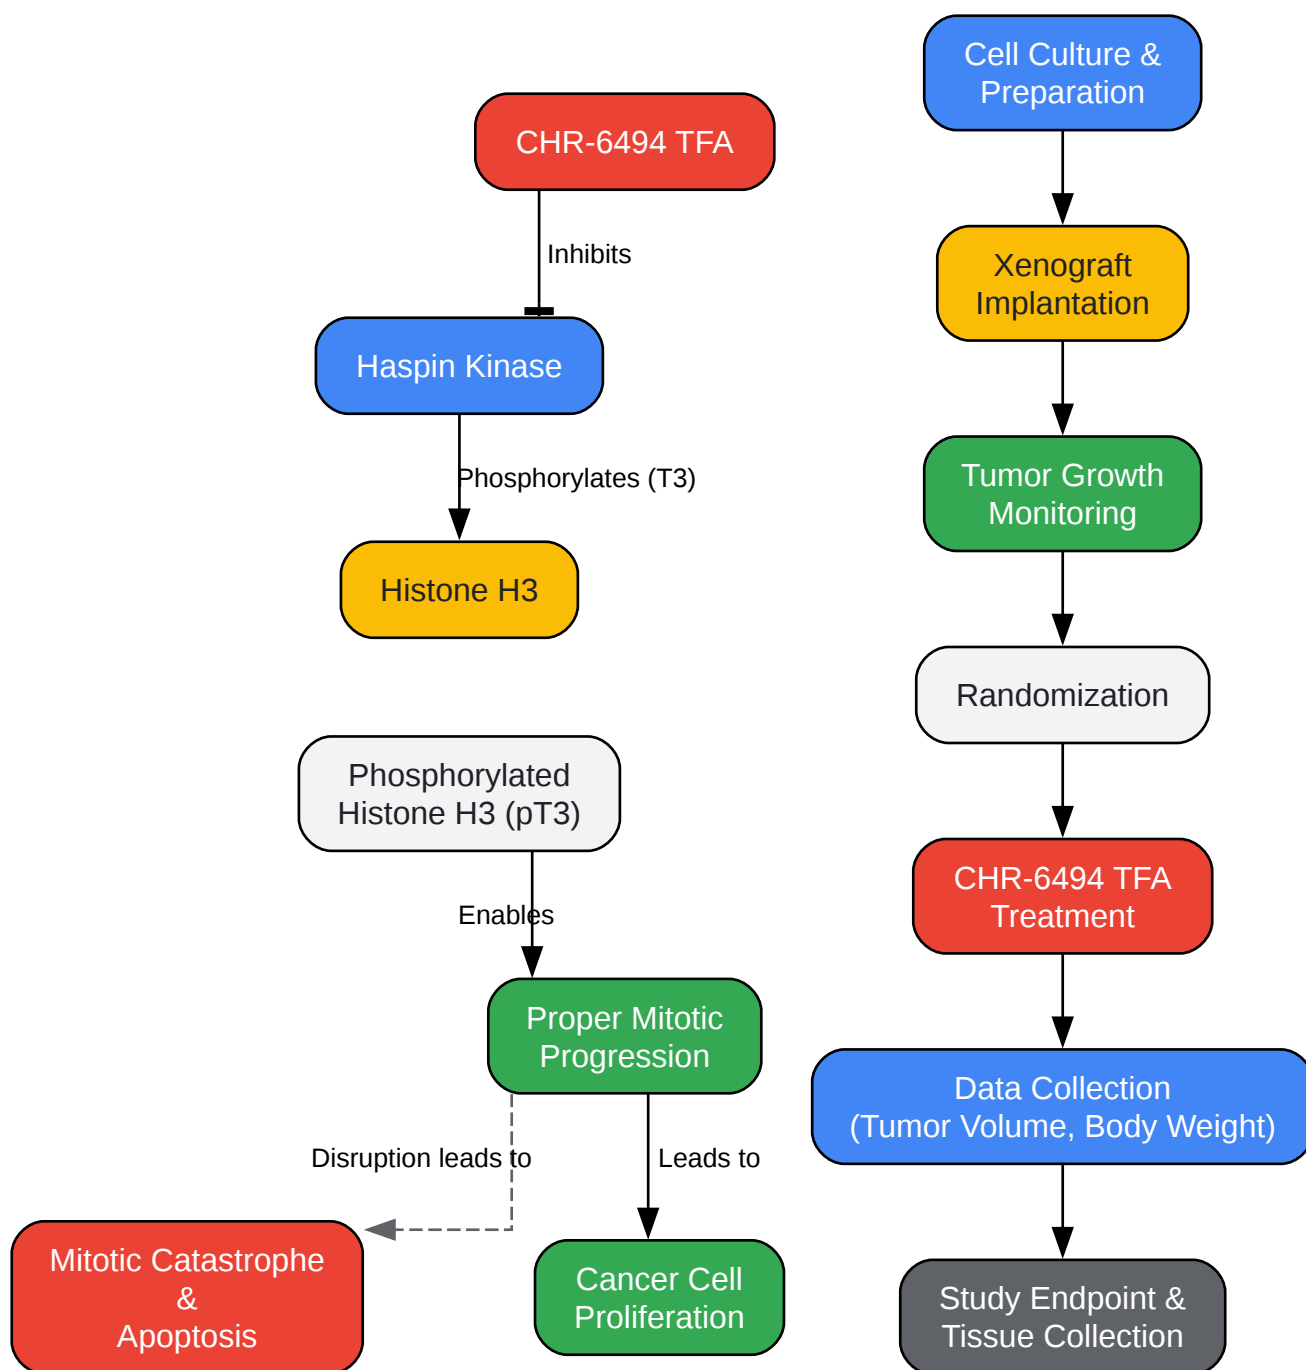 CHR-6494 TFA
Inhibits
Haspin Kinase
Phosphorylates (T3)
Histone H3
Phosphorylated
Histone H3 (pT3)
Enables
Proper Mitotic
Progression
Disruption leads to
Leads to
Mitotic Catastrophe
&
Apoptosis
Cancer Cell
Proliferation
Cell Culture &
Preparation
Xenograft
Implantation
Tumor Growth
Monitoring
Randomization
CHR-6494 TFA
Treatment
Data Collection
(Tumor Volume, Body Weight)
Study Endpoint &
Tissue Collection